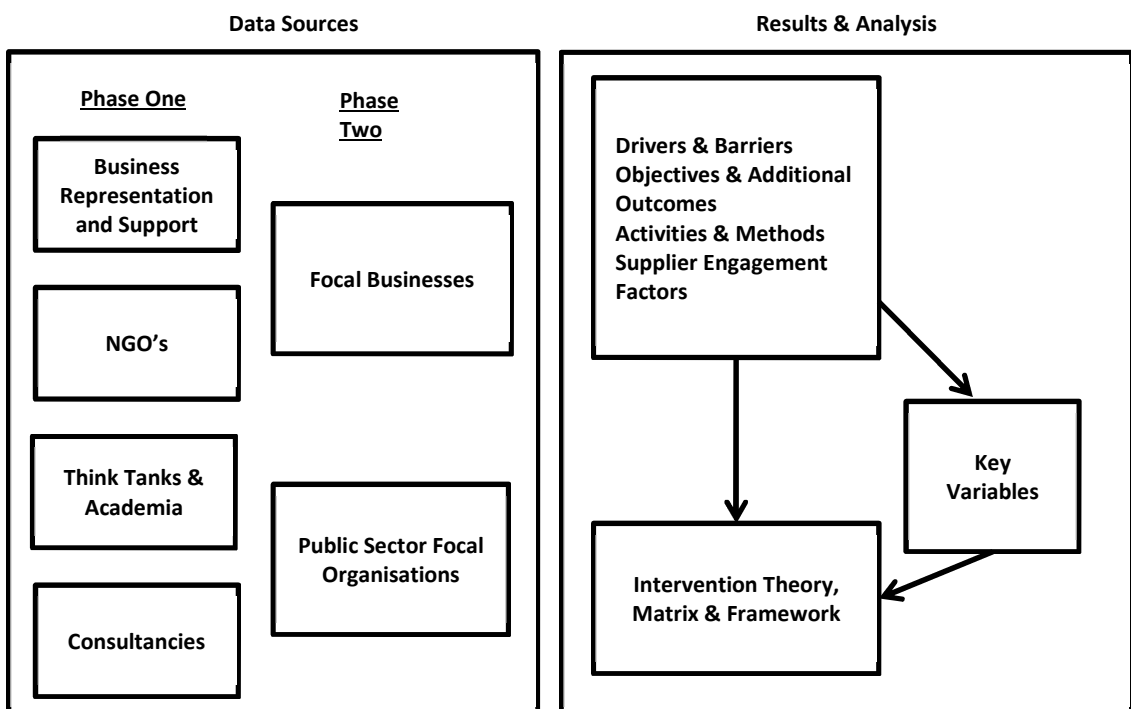 Data Sources
Phase One
Business
Representation
and Support
NGO’s
Think Tanks &
Academia
Consultancies
Phase
Two
Focal Businesses
Public Sector Focal
Organisations
Results & Analysis
Drivers & Barriers
Objectives & Additional
Outcomes
Activities & Methods
Supplier Engagement
Factors
Key
Variables
Intervention Theory,
Matrix & Framework